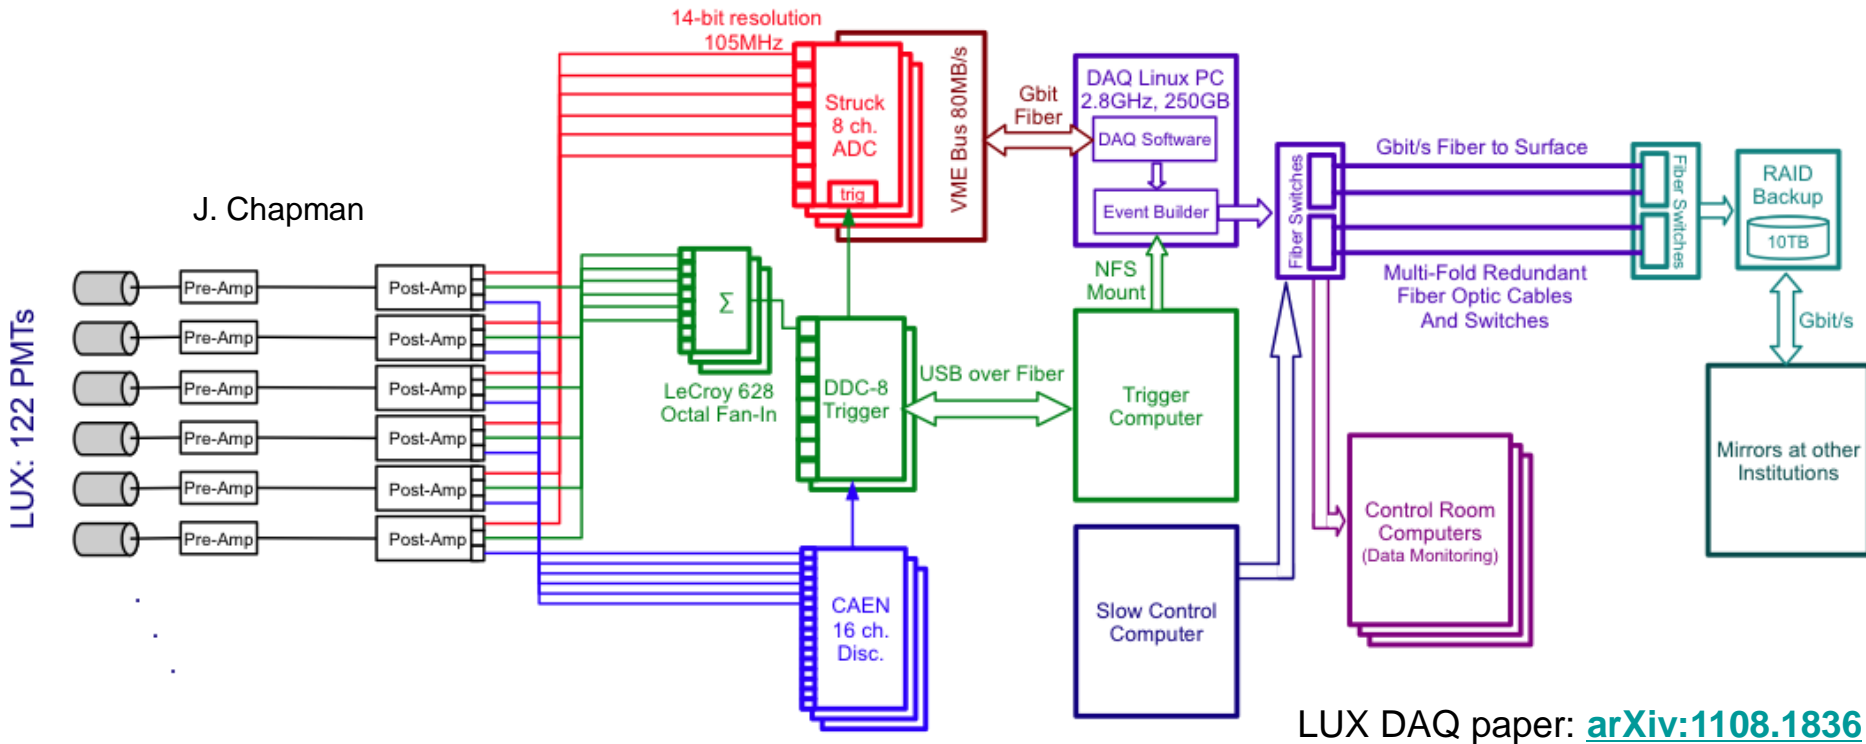 14-bit resolution
105MHz
Struck
8 ch.
ADC
trig
VME Bus 80MB/s
Gbit
Fiber
DAQ Linux PC
2.8GHz, 250GB
DAQ Software
Event Builder
Fiber Switches
Gbit/s Fiber to Surface
Multi-Fold Redundant
Fiber Optic Cables
And Switches
Fiber Switches
RAID
Backup
10TB
Gbit/s
Mirrors at other
Institutions
J. Chapman
LUX: 122 PMTs
Pre-Amp
Post-Amp
Pre-Amp
Post-Amp
Pre-Amp
Post-Amp
Pre-Amp
Post-Amp
Pre-Amp
Post-Amp
Pre-Amp
Post-Amp
Σ
LeCroy 628
Octal Fan-In
DDC-8
Trigger
USB over Fiber
NFS
Mount
Trigger
Computer
CAEN
16 ch.
Disc.
Slow Control
Computer
Control Room
Computers
(Data Monitoring)
LUX DAQ paper: arXiv:1108.1836